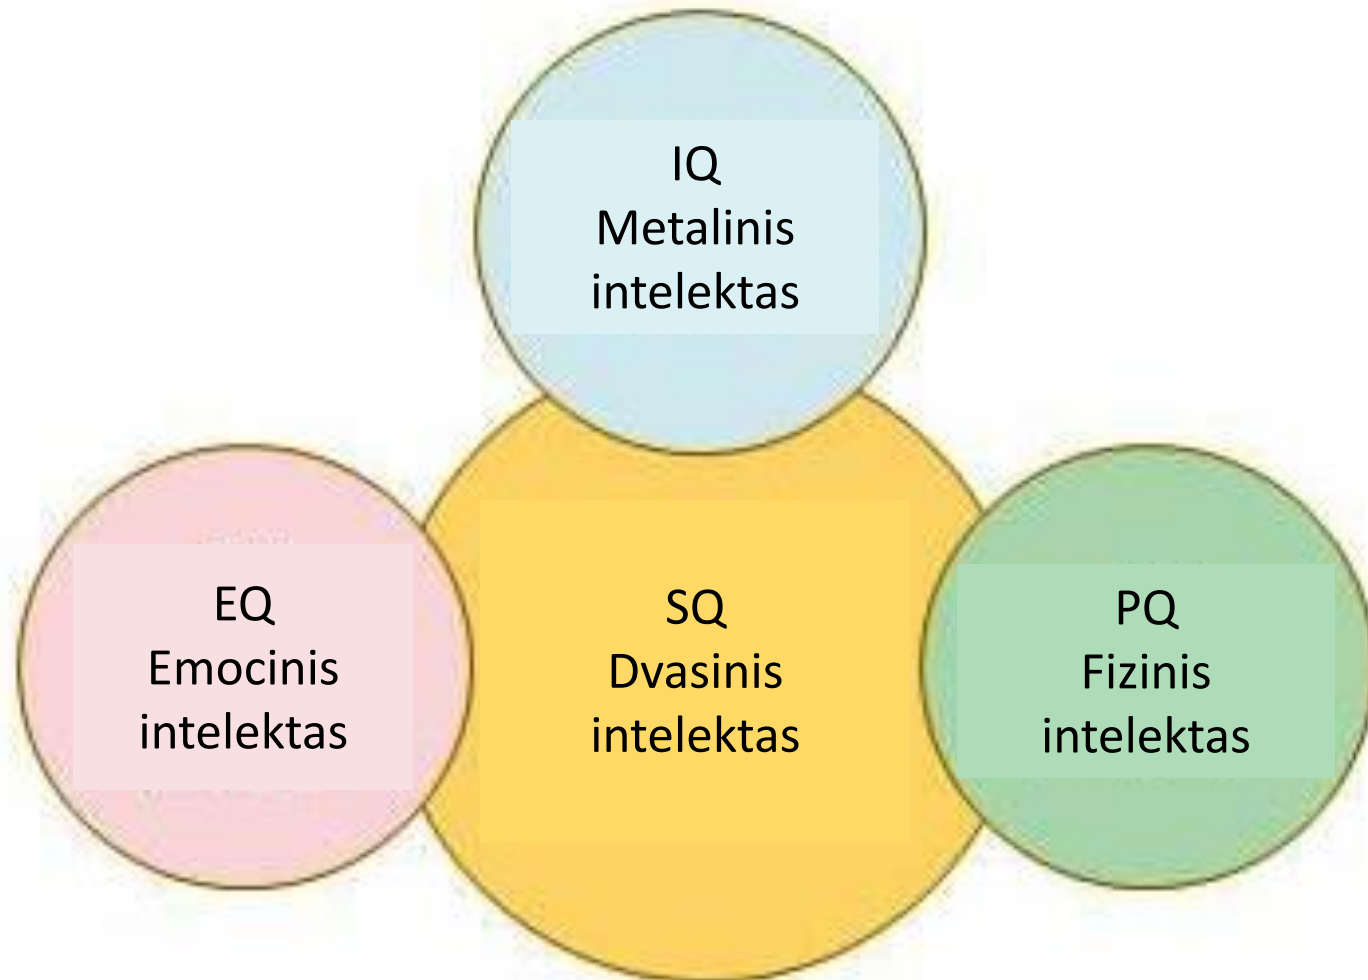 IQ
Metalinis
intelektas
EQ
Emocinis
intelektas
SQ
Dvasinis
intelektas
PQ
Fizinis
intelektas